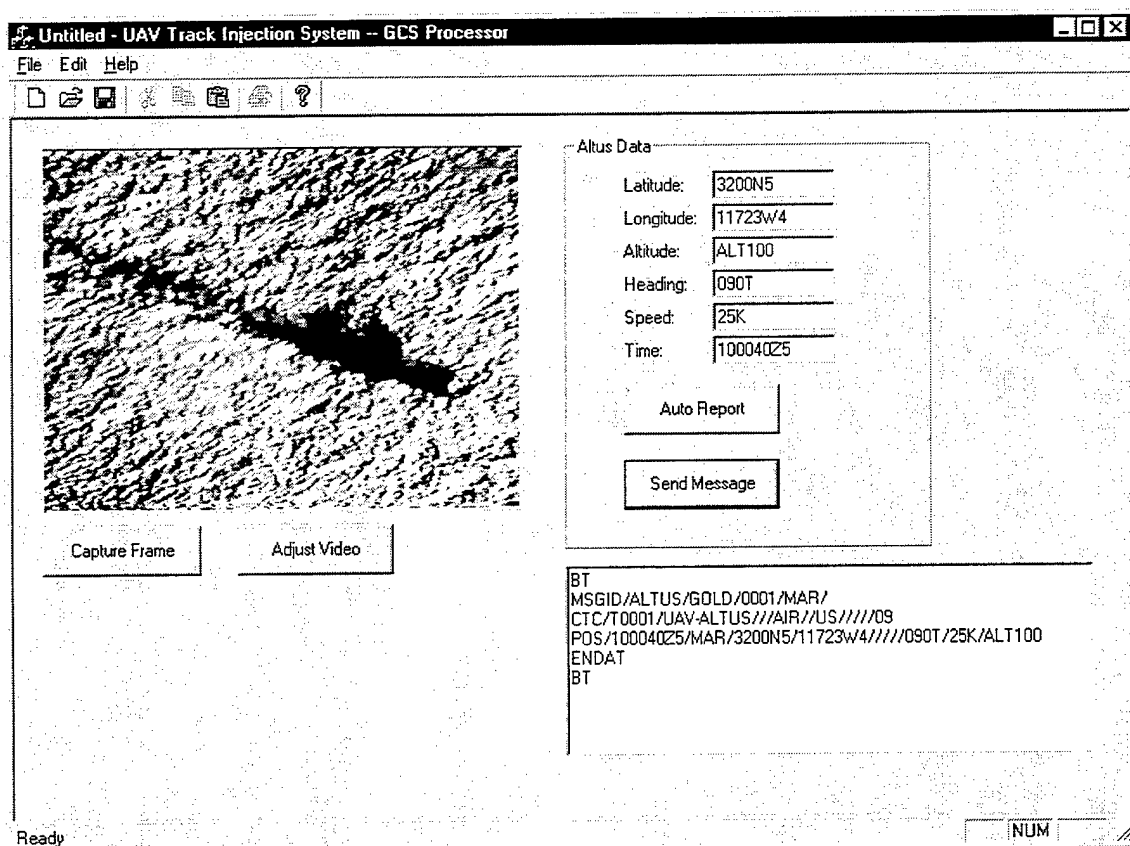 Untitled - UAV Track Injection System -- GCS Processor
File Edit Help
Altus Data
Latitude: 3200N5
Longitude: 11723W4
Altitude: ALT100
Heading: 090T
Speed: 25K
Time: 100040Z5
Auto Report
Send Message
Capture Frame
Adjust Video
BT
MSGID/ALTUS/GOLD/0001/MAR/
CTC/T0001/UAV-ALTUS///AIR//US/////09
POS/100040Z5/MAR/3200N5/11723W4/////090T/25K/ALT100
ENDAT
BT
Ready
NUM